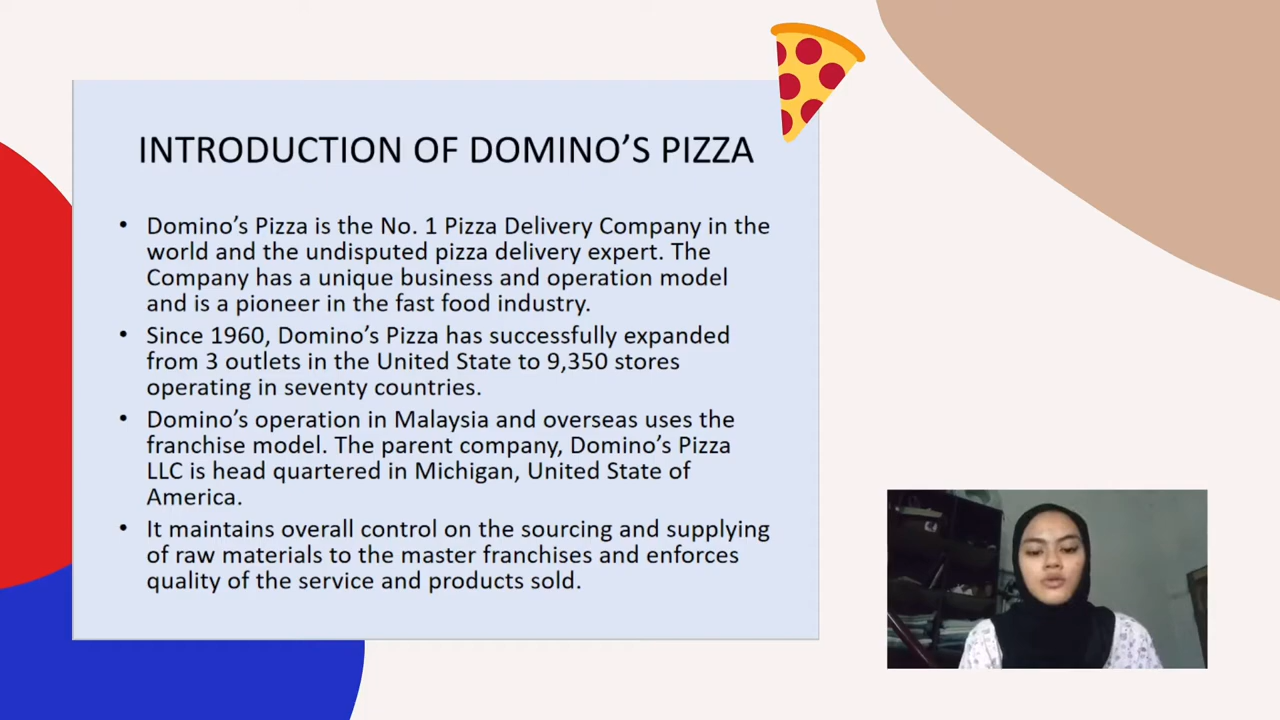 INTRODUCTION OF DOMINO’S PIZZA
• Domino’s Pizza is the No. 1 Pizza Delivery Company in the
world and the undisputed pizza delivery expert. The
Company has a unique business and operation model
and is a pioneer in the fast food industry.
• Since 1960, Domino’s Pizza has successfully expanded
from 3 outlets in the United State to 9,350 stores
operating in seventy countries.
• Domino’s operation in Malaysia and overseas uses the
franchise model. The parent company, Domino’s Pizza
LLC is head quartered in Michigan, United State of
America.
• It maintains overall control on the sourcing and supplying
of raw materials to the master franchises and enforces
quality of the service and products sold.